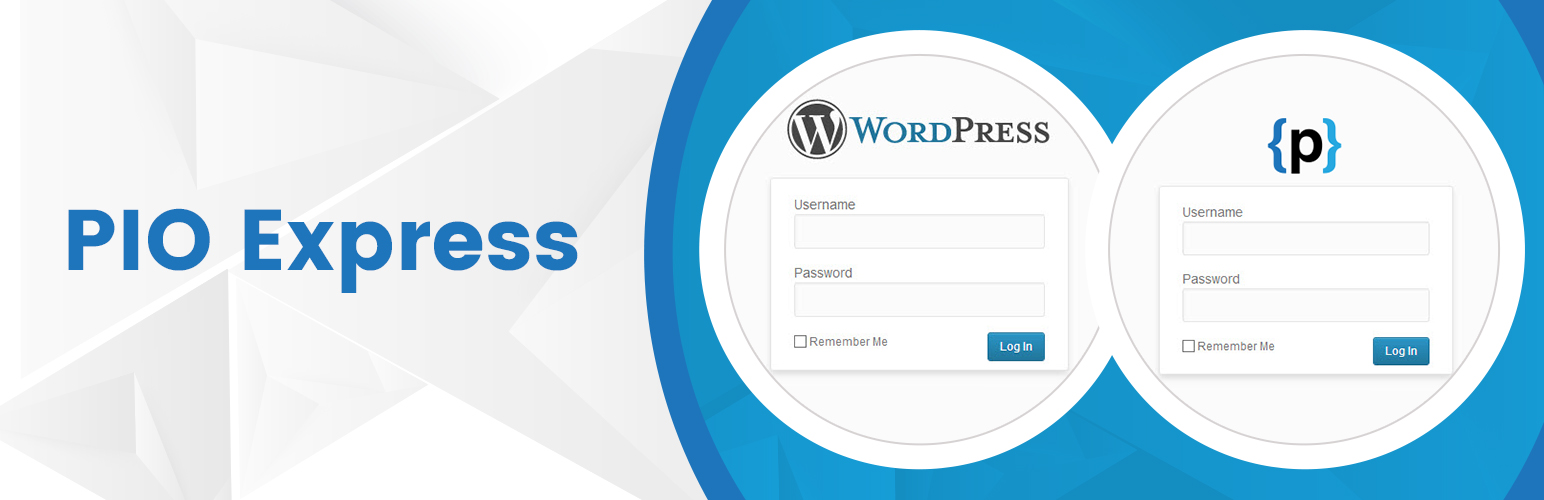 PIO Express
WORDPRESS
Username
Password
Remember Me
Log In
{p}
Username
Password
Remember Me
Log In